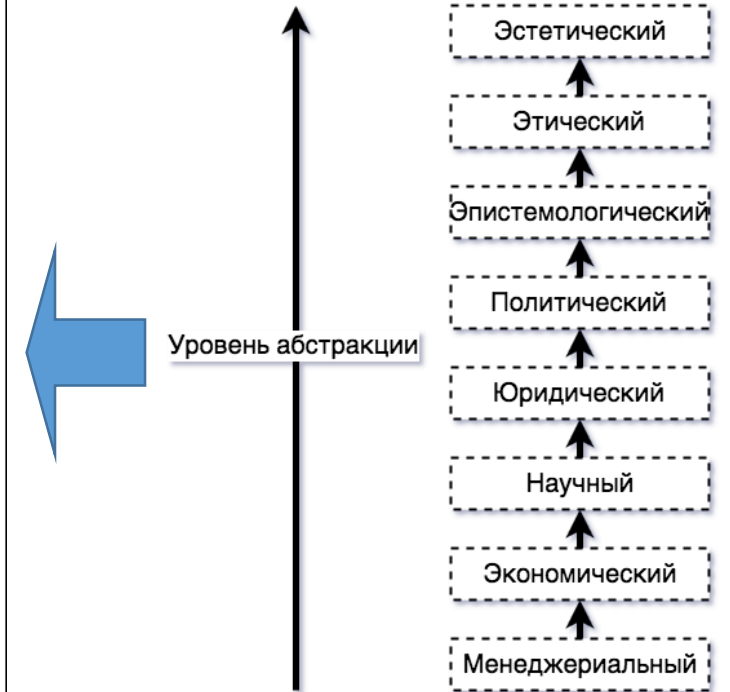 Эстетический
Этический
Эпистемологический
Политический
Уровень абстракции
Юридический
Научный
Экономический
Менеджериальный